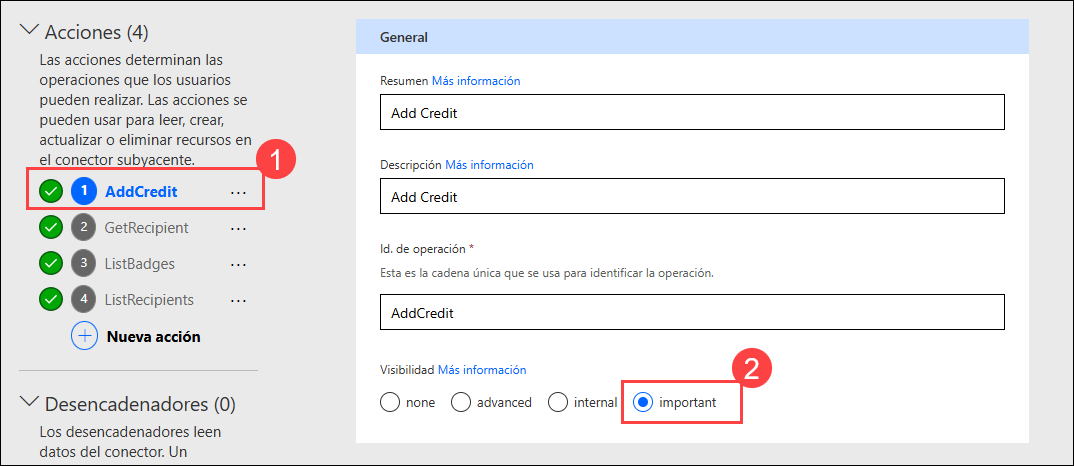 Acciones (4)
Las acciones determinan las
operaciones que los usuarios
pueden realizar. Las acciones se
pueden usar para leer, crear,
actualizar o eliminar recursos en
el conector subyacente.
1
1 AddCredit ...
2 GetRecipient ...
3 ListBadges ...
4 ListRecipients ...
Nueva acción
Desencadenadores (0)
Los desencadenadores leen
datos del conector. Un
General
Resumen Más información
Add Credit
Descripción Más información
Add Credit
Id. de operación *
Esta es la cadena única que se usa para identificar la operación.
AddCredit
Visibilidad Más información
2
none advanced internal important